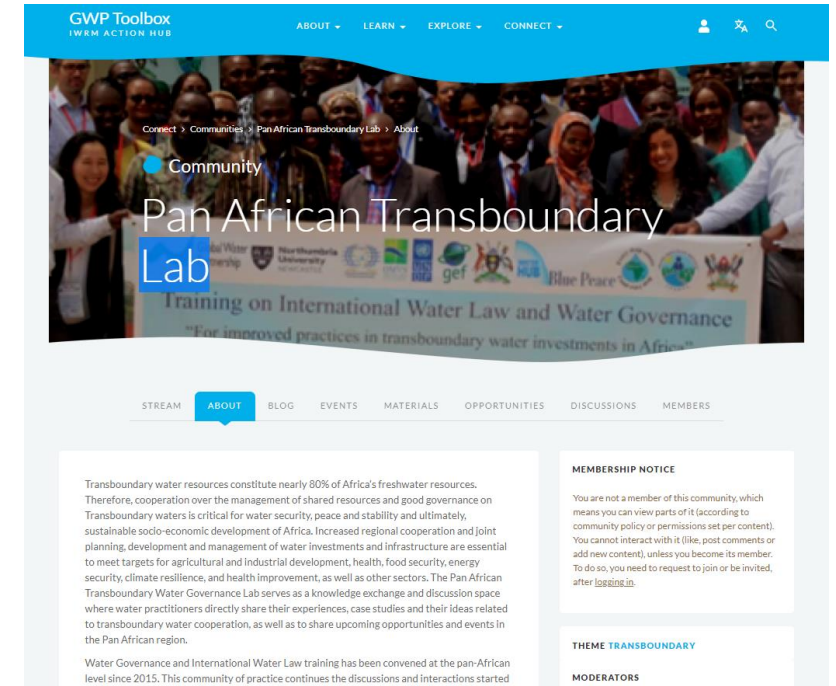 GWP Toolbox
IWRM ACTION HUB
ABOUT LEARN EXPLORE CONNECT
Connect > Communities > Pan African Transboundary Lab > About
Community
Pan African Transboundary
Lab
Northumbria
University
NEWCASTLE
gef
HUB
Blue Peace
Training on International Water Law and Water Governance
"For improved practices in transboundary water investments in Africa"
STREAM ABOUT BLOG EVENTS MATERIALS OPPORTUNITIES DISCUSSIONS MEMBERS
Transboundary water resources constitute nearly 80% of Africa's freshwater resources.
Therefore, cooperation over the management of shared resources and good governance on
Transboundary waters is critical for water security, peace and stability and ultimately,
sustainable socio-economic development of Africa. Increased regional cooperation and joint
planning, development and management of water investments and infrastructure are essential
to meet targets for agricultural and industrial development, health, food security, energy
security, climate resilience, and health improvement, as well as other sectors. The Pan African
Transboundary Water Governance Lab serves as a knowledge exchange and discussion space
where water practitioners directly share their experiences, case studies and their ideas related
to transboundary water cooperation, as well as to share upcoming opportunities and events in
the Pan African region.
Water Governance and International Water Law training has been convened at the pan-African
level since 2015. This community of practice continues the discussions and interactions started
MEMBERSHIP NOTICE
You are not a member of this community, which
means you can view parts of it (according to
community policy or permissions set per content).
You cannot interact with it (like, post comments or
add new content), unless you become its member.
To do so, you need to request to join or be invited,
after logging in.
THEME TRANSBOUNDARY
MODERATORS